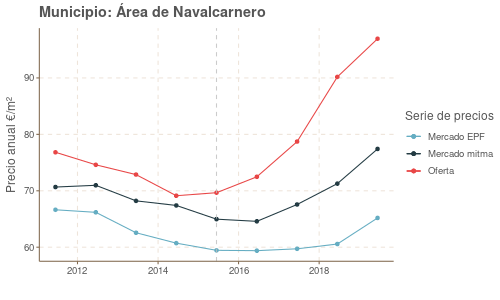 Municipio: Área de Navalcarnero
Precio anual €/m²
90
80
70
60
2012
2014
2016
2018
Serie de precios
Mercado EPF
Mercado mitma
Oferta